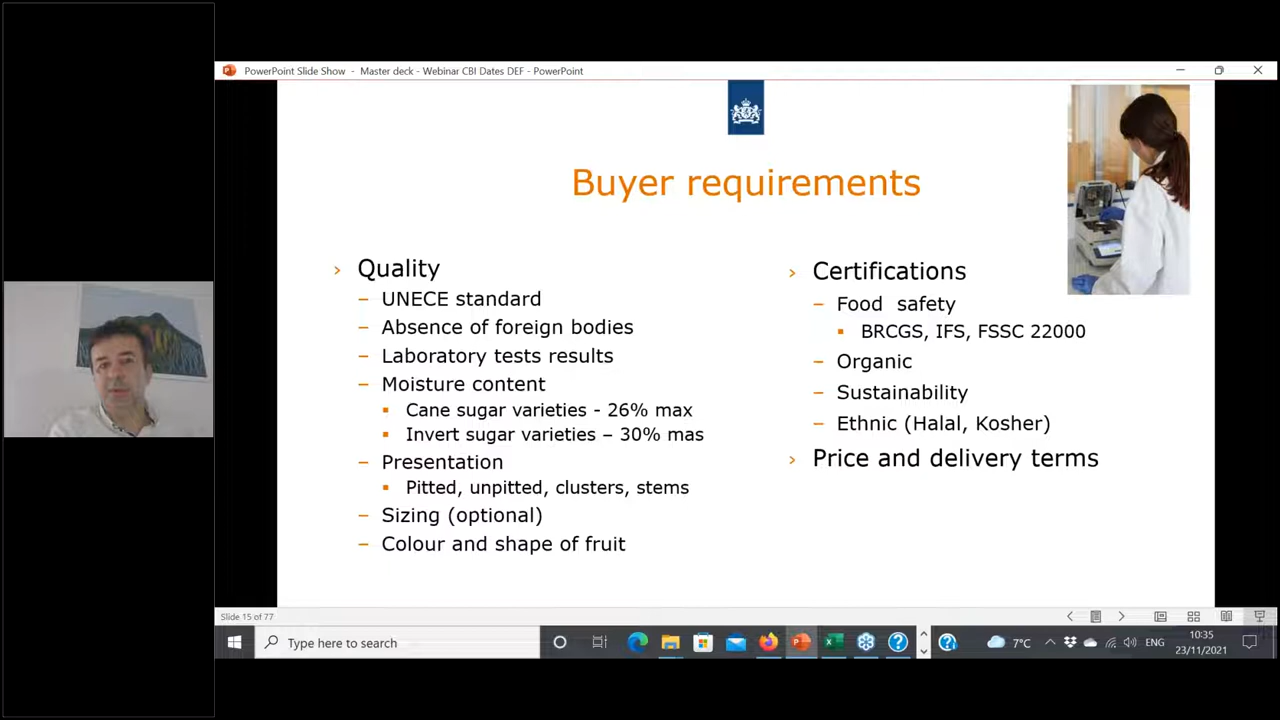 PowerPoint Slide Show - Master deck - Webinar CBI Dates DEF - PowerPoint
Buyer requirements
› Quality
– UNECE standard
– Absence of foreign bodies
– Laboratory tests results
– Moisture content
▪ Cane sugar varieties - 26% max
▪ Invert sugar varieties – 30% mas
– Presentation
▪ Pitted, unpitted, clusters, stems
– Sizing (optional)
– Colour and shape of fruit
› Certifications
– Food safety
▪ BRCGS, IFS, FSSC 22000
– Organic
– Sustainability
– Ethnic (Halal, Kosher)
› Price and delivery terms
Slide 15 of 77
Type here to search
7°C
ENG
10:35
23/11/2021